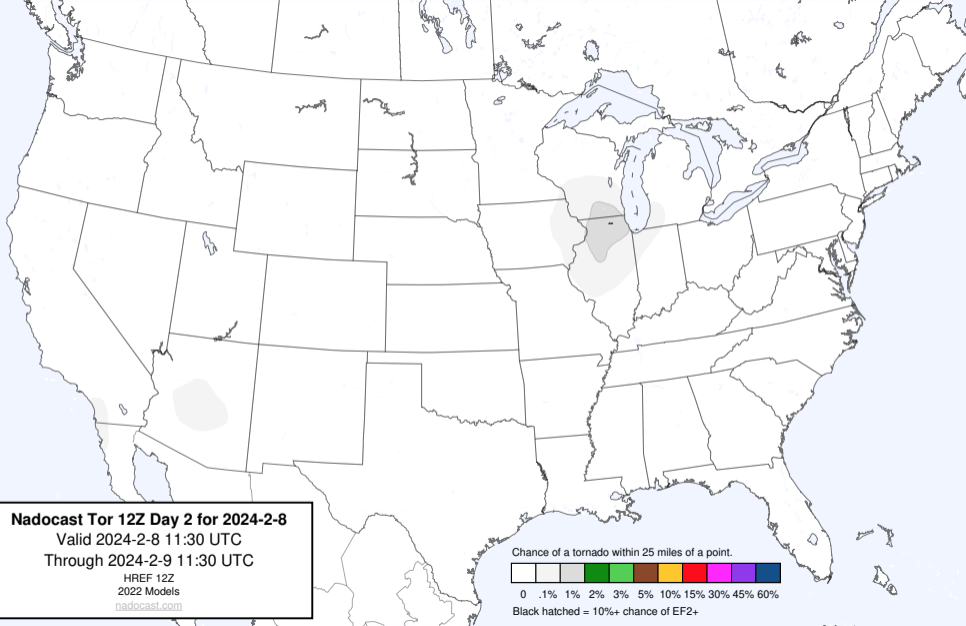 Nadocast Tor 12Z Day 2 for 2024-2-8
Valid 2024-2-8 11:30 UTC
Through 2024-2-9 11:30 UTC
HREF 12Z
2022 Models
nadocast.com
Chance of a tornado within 25 miles of a point.
0 .1% 1% 2% 3% 5% 10% 15% 30% 45% 60%
Black hatched = 10%+ chance of EF2+